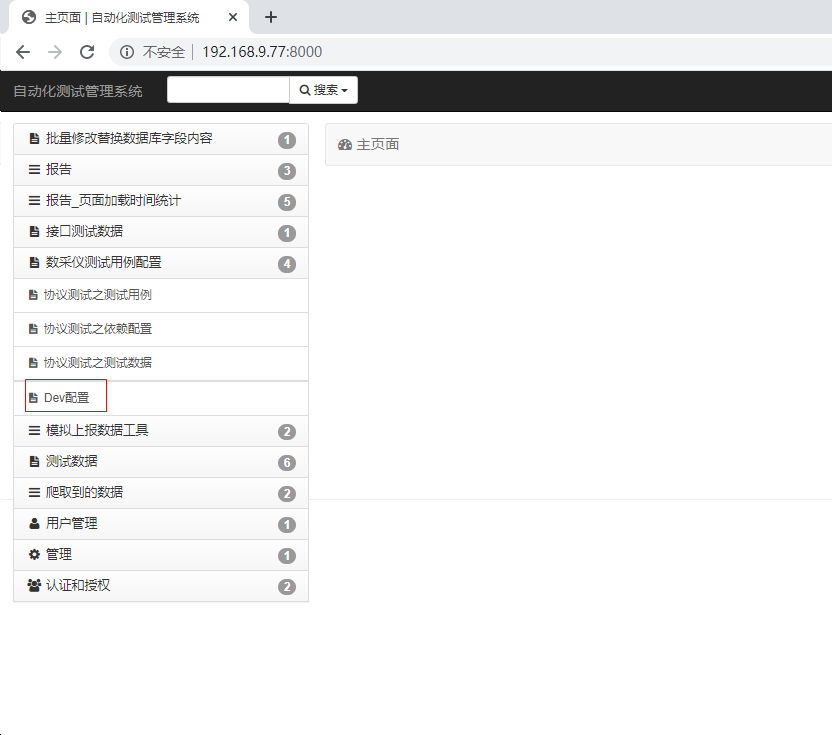 主页面 | 自动化测试管理系统
不安全 | 192.168.9.77:8000
自动化测试管理系统 搜索
批量修改替换数据库字段内容 1
主页面
报告 3
报告_页面加载时间统计 5
接口测试数据 1
数采仪测试用例配置 4
协议测试之测试用例
协议测试之依赖配置
协议测试之测试数据
Dev配置
模拟上报数据工具 2
测试数据 6
爬取到的数据 2
用户管理 1
管理 1
认证和授权 2